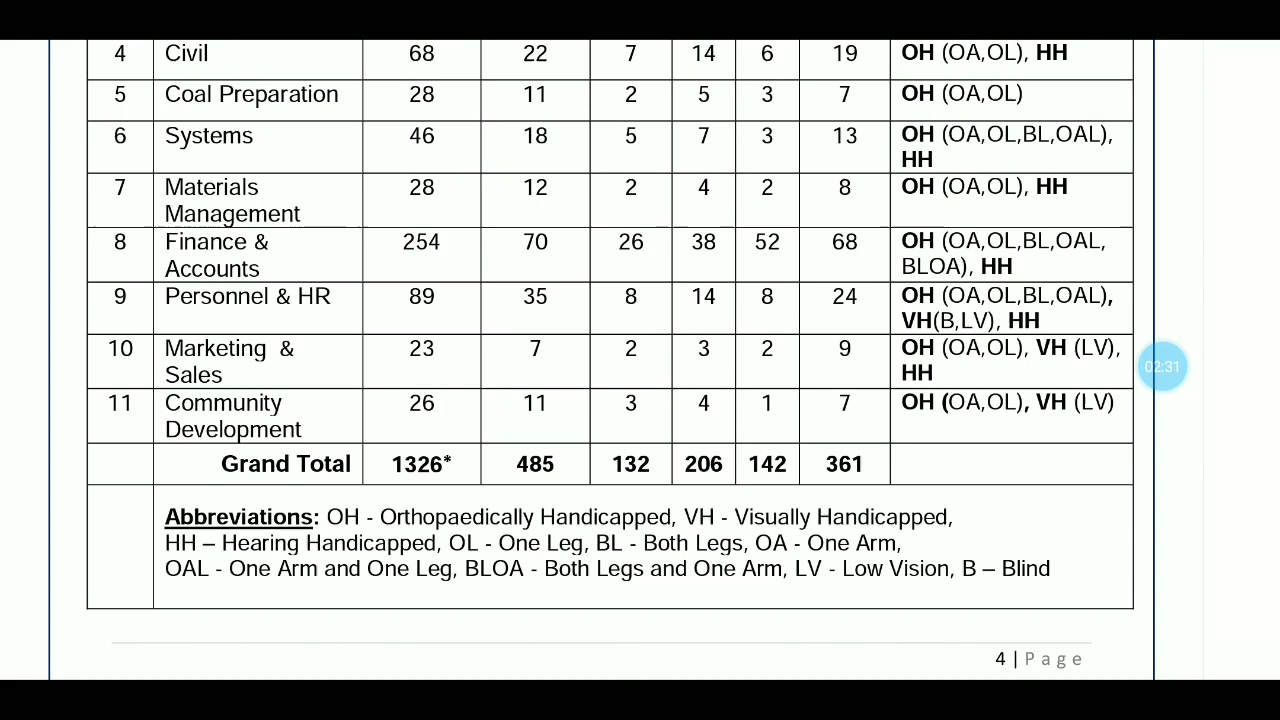 4 Civil 68 22 7 14 6 19 OH (OA,OL), HH
5 Coal Preparation 28 11 2 5 3 7 OH (OA,OL)
6 Systems 46 18 5 7 3 13 OH (OA,OL,BL,OAL),
HH
7 Materials 28 12 2 4 2 8 OH (OA,OL), HH
Management
8 Finance & 254 70 26 38 52 68 OH (OA,OL,BL,OAL,
Accounts BLOA), HH
9 Personnel & HR 89 35 8 14 8 24 OH (OA,OL,BL,OAL),
VH(B,LV), HH
10 Marketing & 23 7 2 3 2 9 OH (OA,OL), VH (LV),
Sales HH
11 Community 26 11 3 4 1 7 OH (OA,OL), VH (LV)
Development
Grand Total 1326* 485 132 206 142 361
Abbreviations: OH - Orthopaedically Handicapped, VH - Visually Handicapped,
HH – Hearing Handicapped, OL - One Leg, BL - Both Legs, OA - One Arm,
OAL - One Arm and One Leg, BLOA - Both Legs and One Arm, LV - Low Vision, B – Blind
4 | Page
02:31